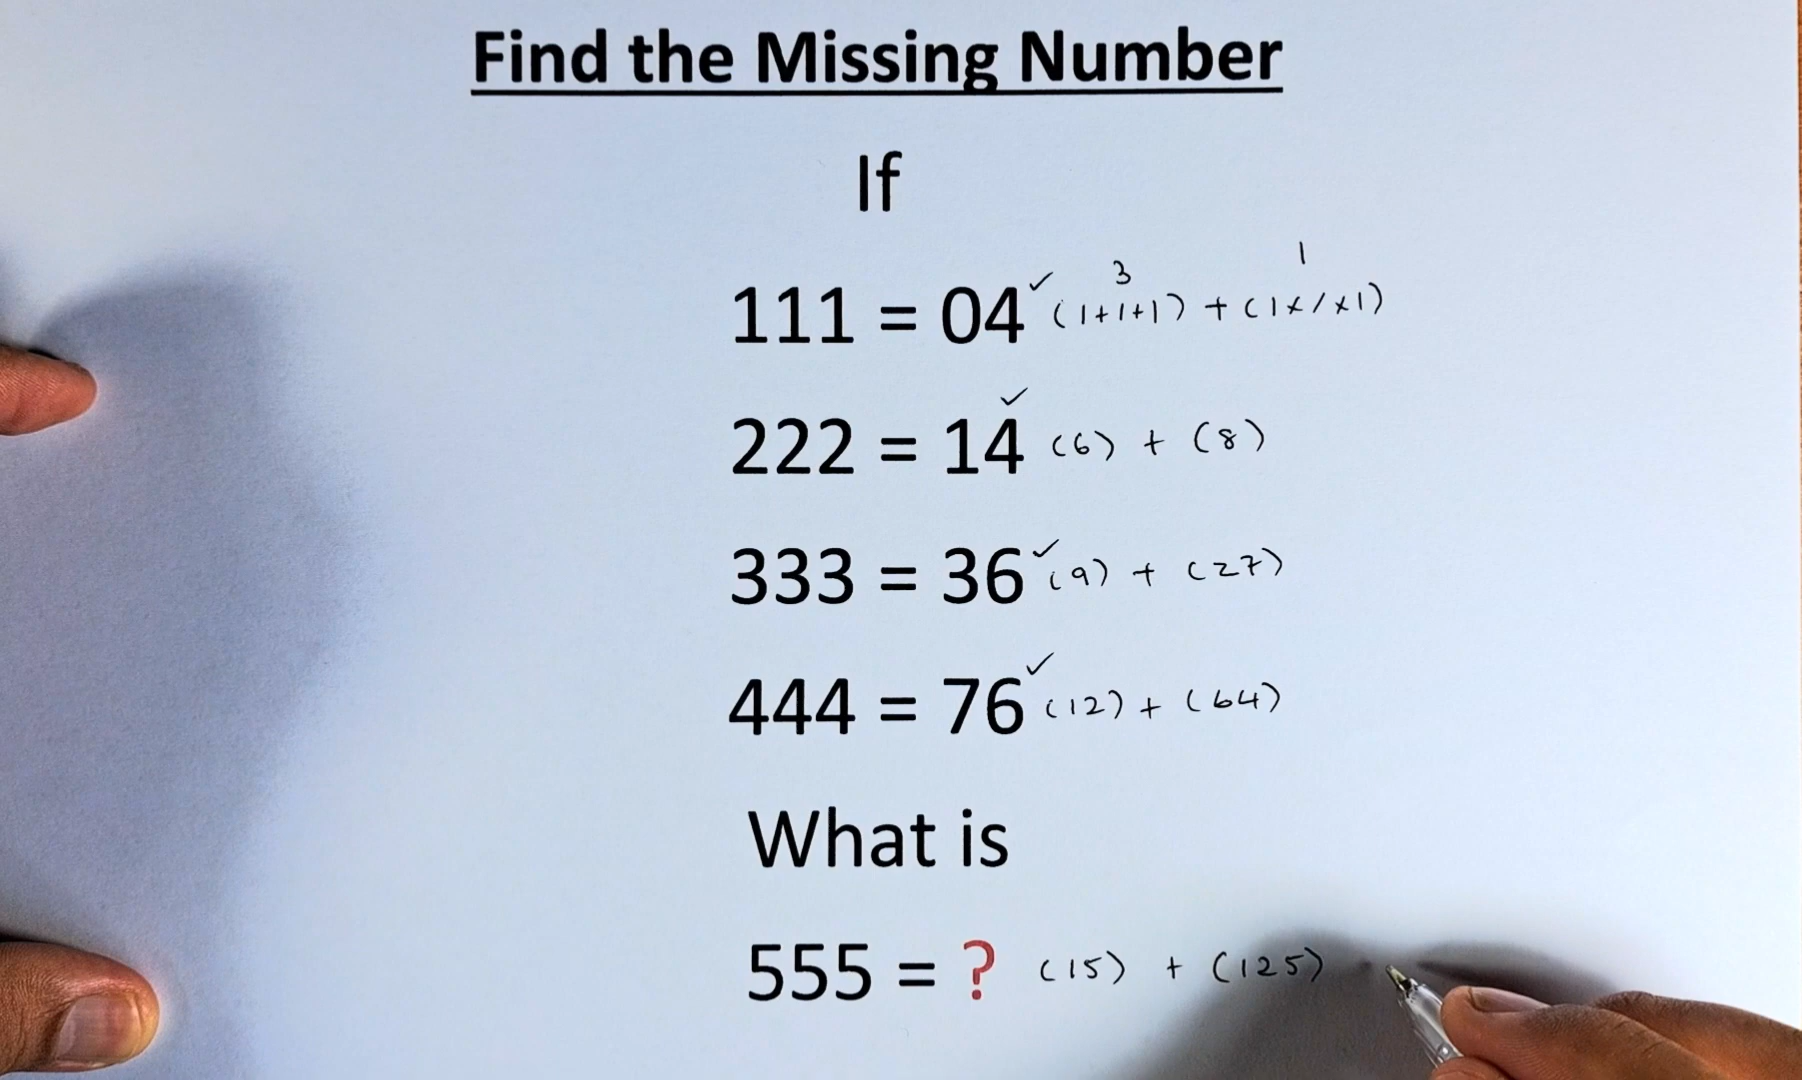 Find the Missing Number
If
3 1
111 = 04 ✓ (1+1+1) + (1×1×1)
222 = 14 ✓ (6) + (8)
333 = 36 ✓ (9) + (27)
444 = 76 ✓ (12) + (64)
What is
555 = ? (15) + (125)